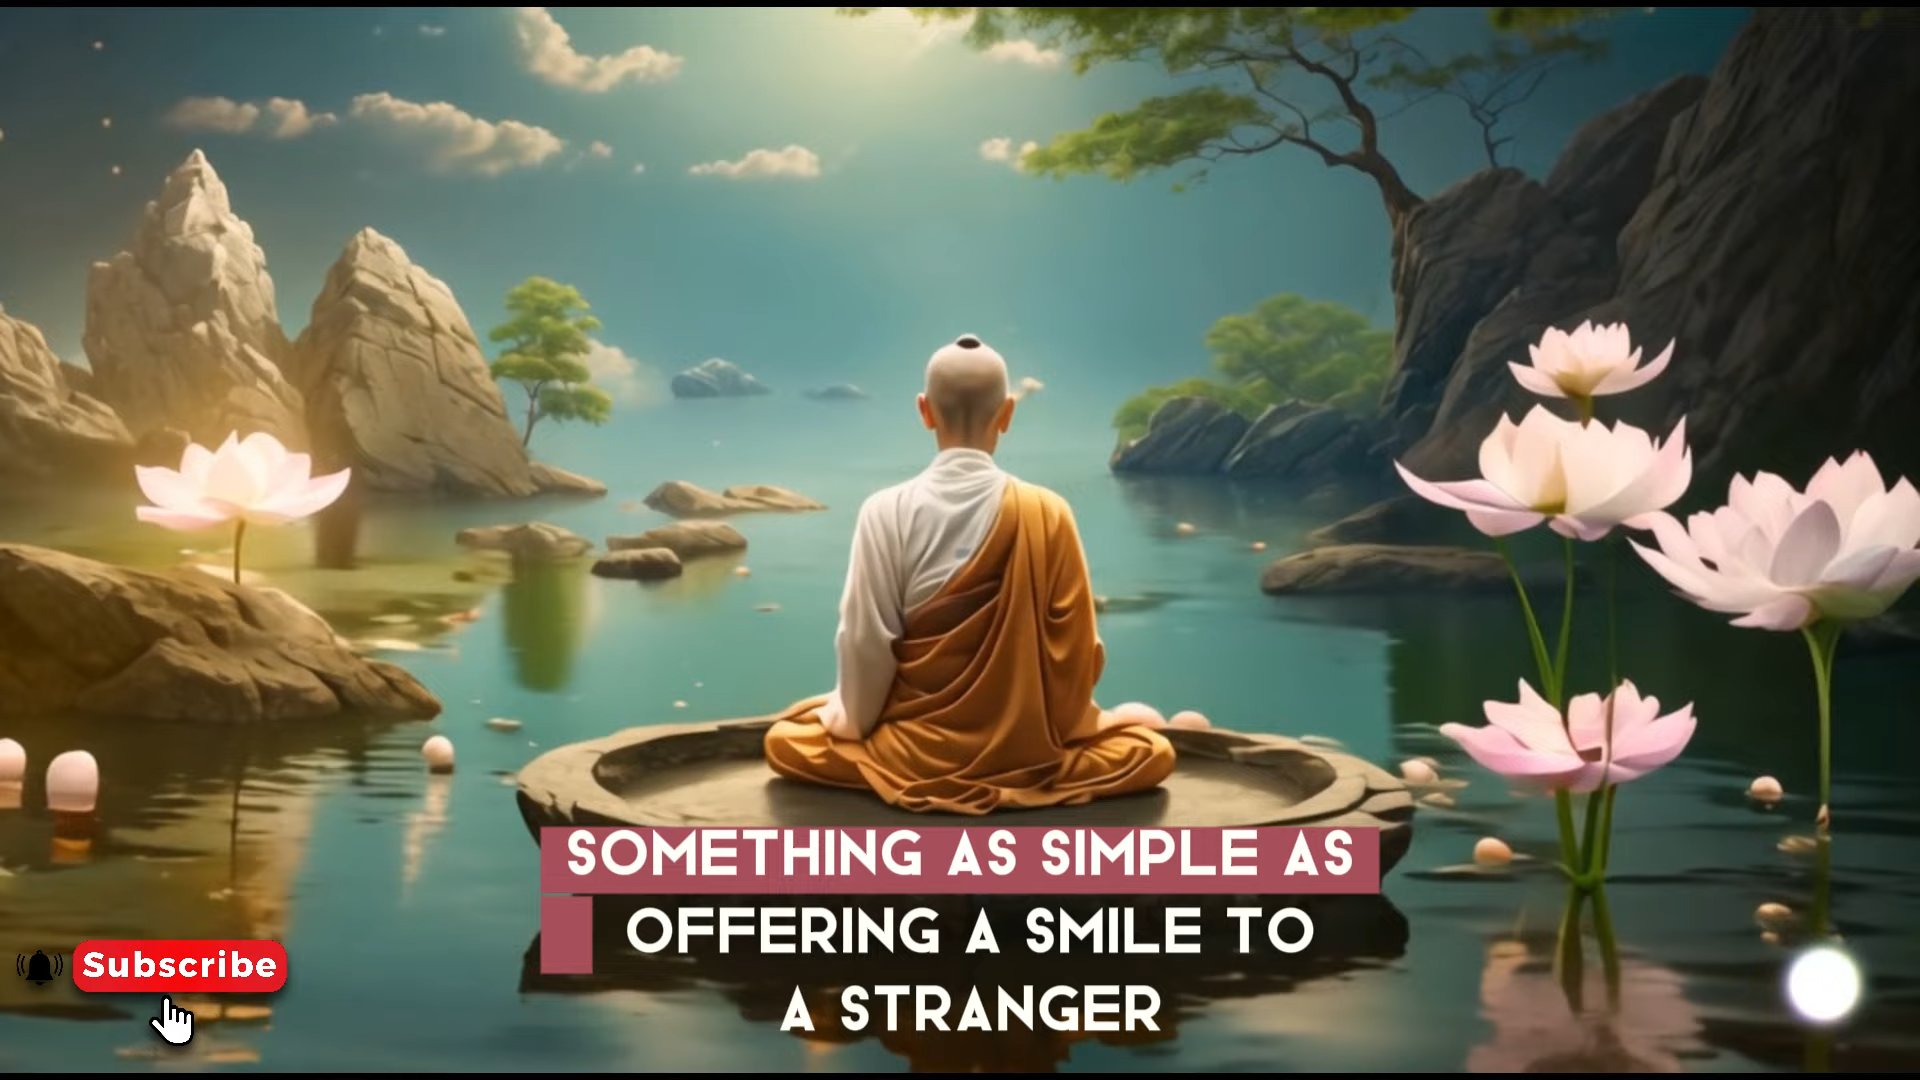 SOMETHING AS SIMPLE AS
OFFERING A SMILE TO
A STRANGER
Subscribe